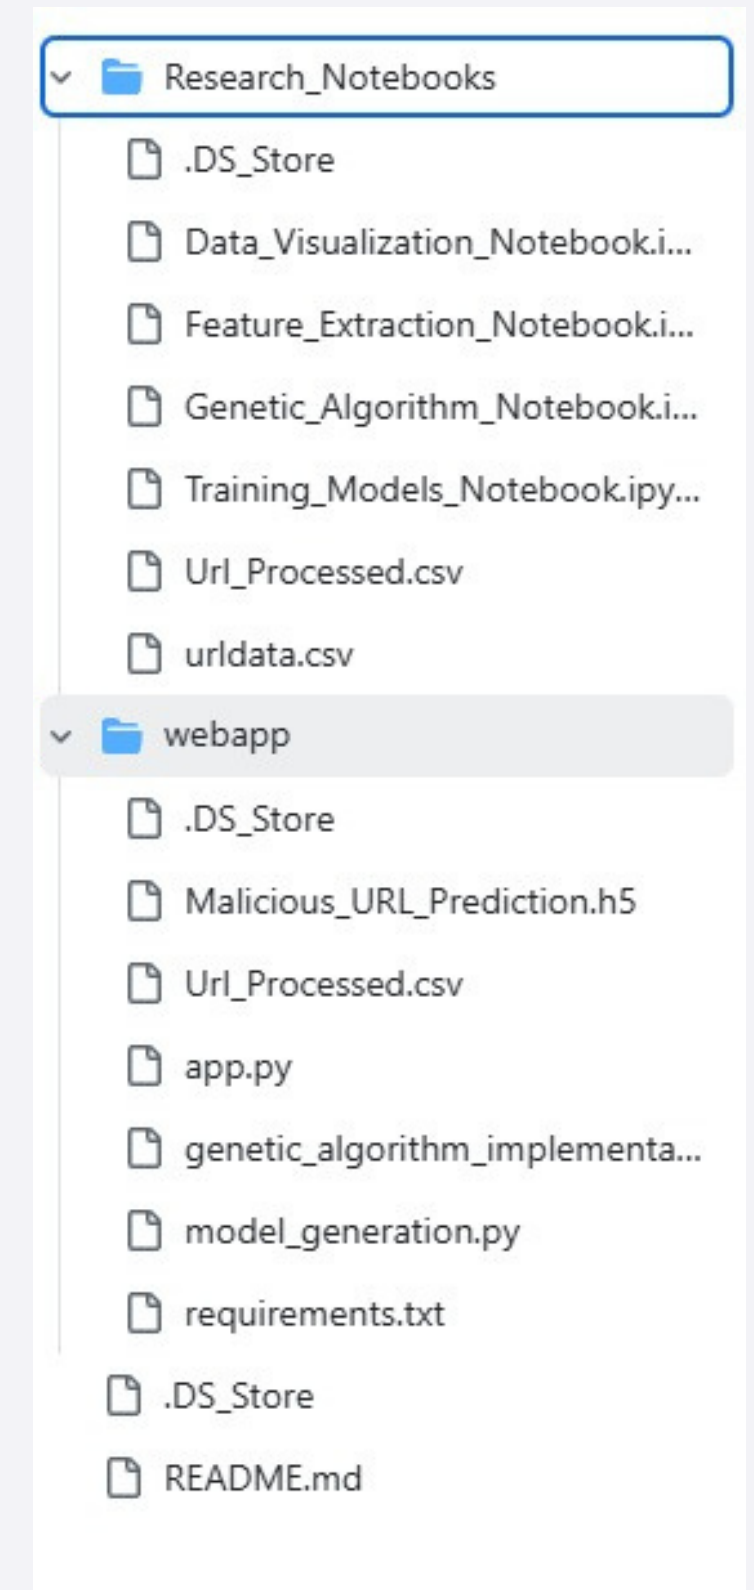 Research_Notebooks
.DS_Store
Data_Visualization_Notebook.i...
Feature_Extraction_Notebook.i...
Genetic_Algorithm_Notebook.i...
Training_Models_Notebook.ipy...
Url_Processed.csv
urldata.csv
webapp
.DS_Store
Malicious_URL_Prediction.h5
Url_Processed.csv
app.py
genetic_algorithm_implementa...
model_generation.py
requirements.txt
.DS_Store
README.md